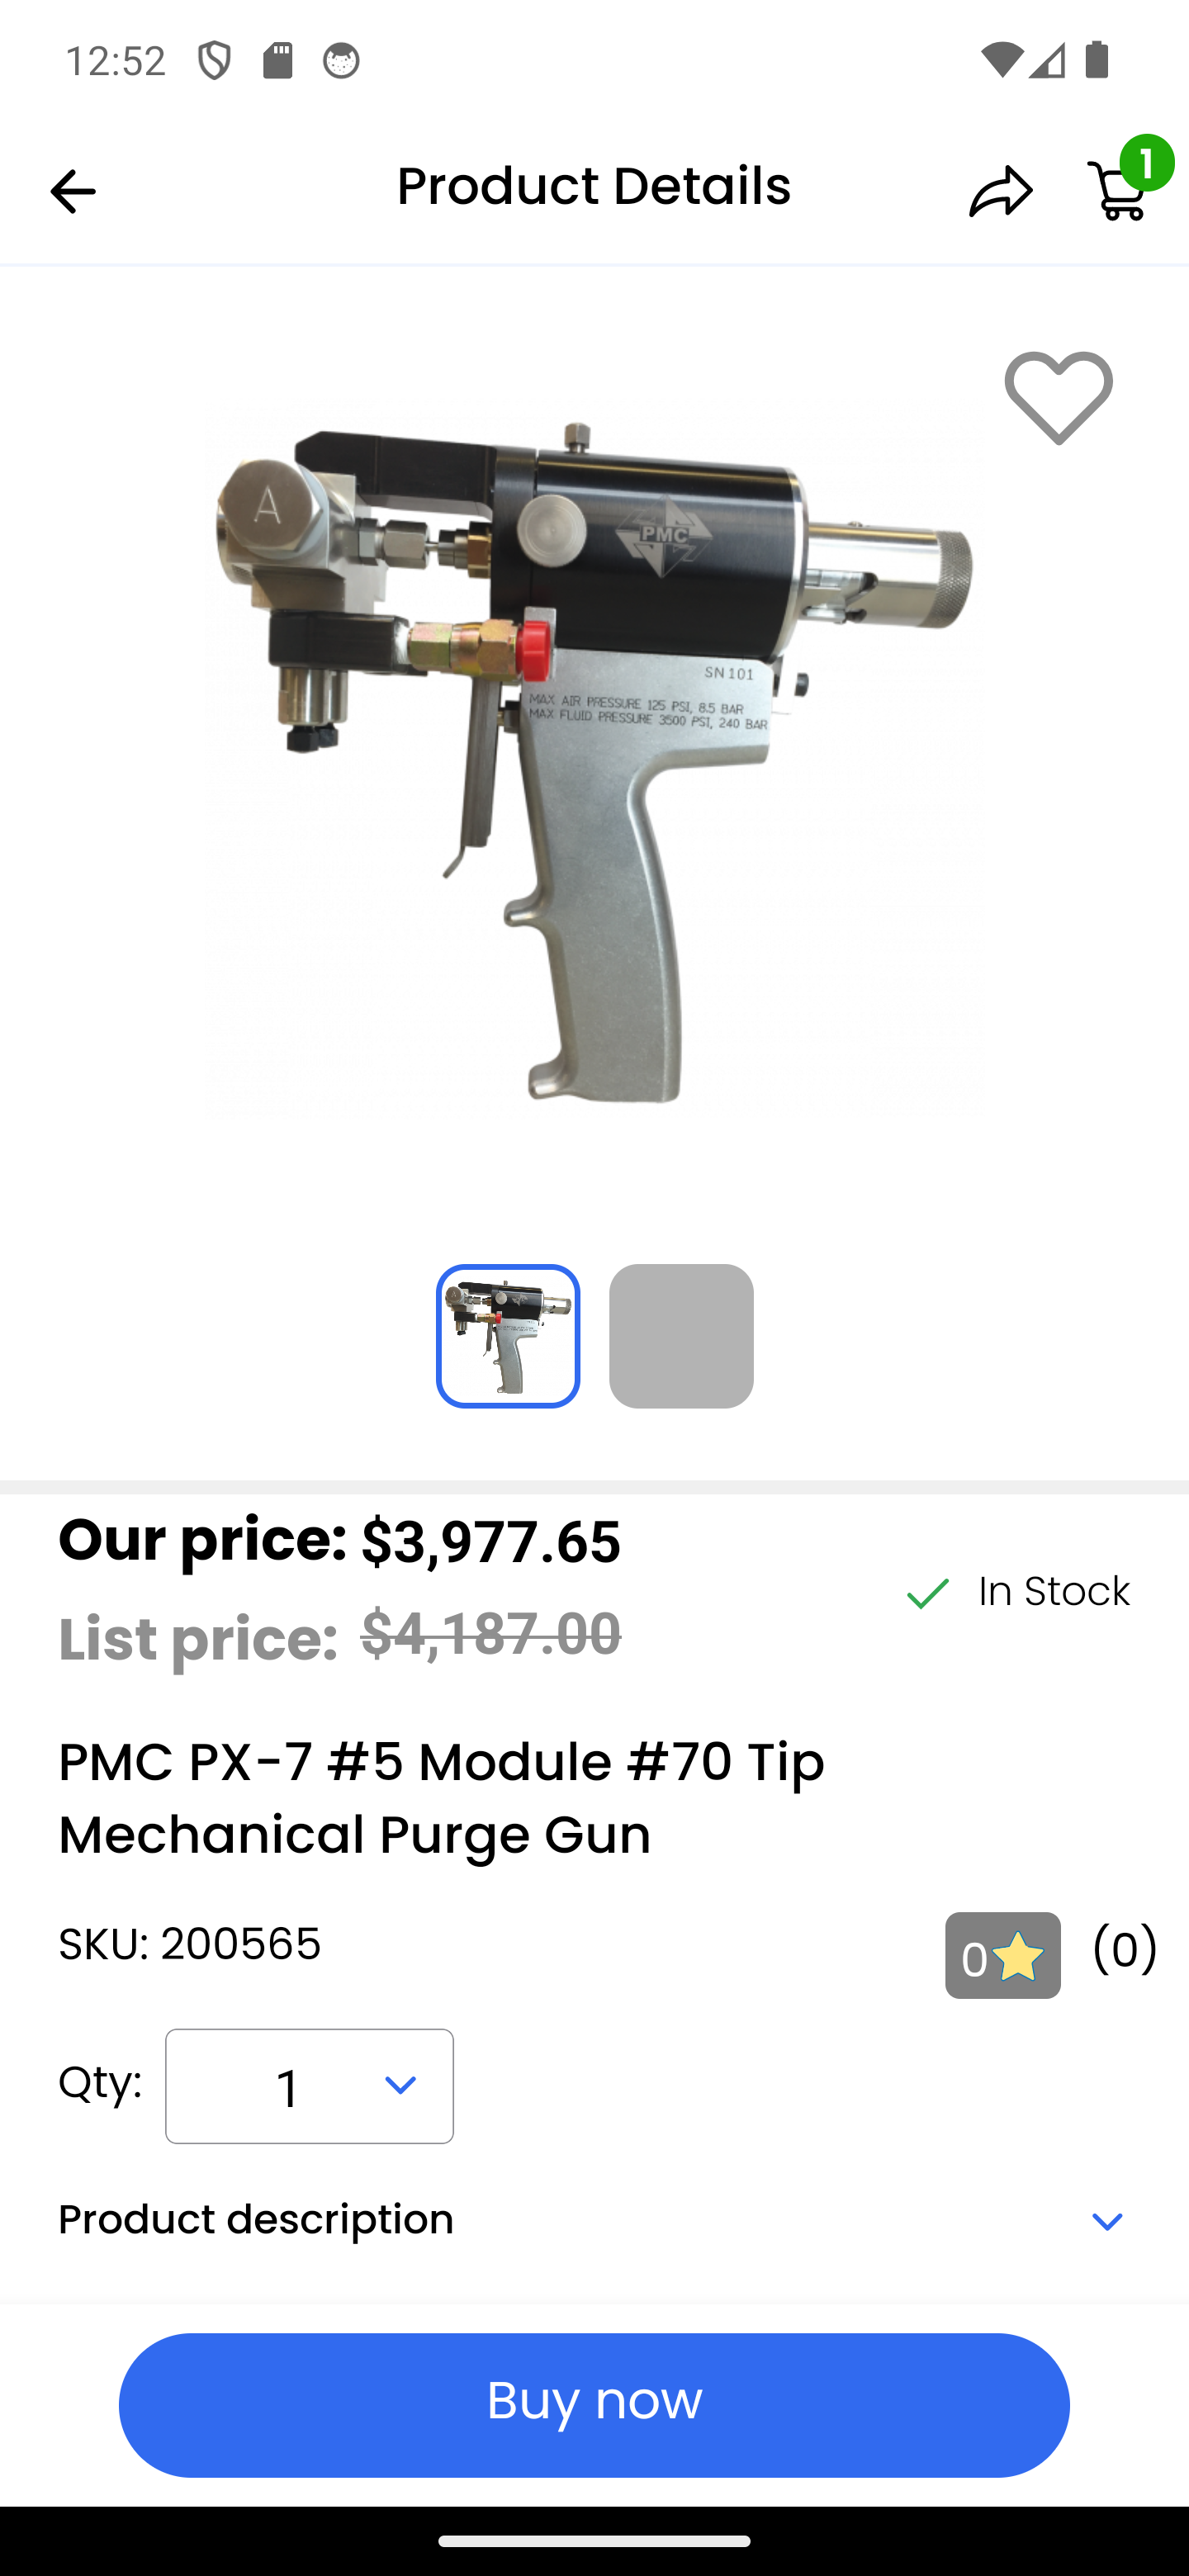 12:52
Product Details
1
A
PMC
SN 101
MAX AIR PRESSURE 125 PSI, 8.5 BAR
MAX FLUID PRESSURE 3500 PSI, 240 BAR
Our price: $3,977.65
In Stock
List price: $4,187.00
PMC PX-7 #5 Module #70 Tip
Mechanical Purge Gun
SKU: 200565
0 (0)
Qty: 1
Product description
Buy now